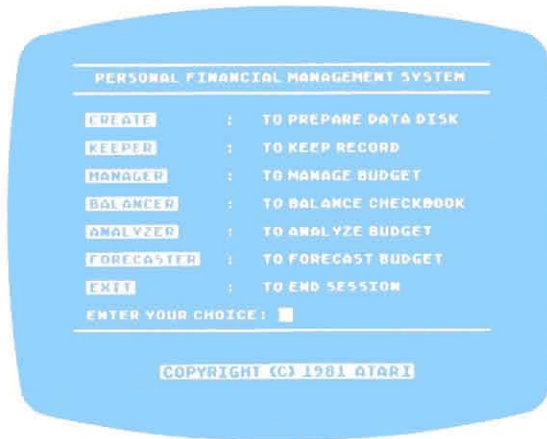 PERSONAL FINANCIAL MANAGEMENT SYSTEM
CREATE : TO PREPARE DATA DISK
KEEPER : TO KEEP RECORD
MANAGER : TO MANAGE BUDGET
BALANCER : TO BALANCE CHECKBOOK
ANALYZER : TO ANALYZE BUDGET
FORECASTER : TO FORECAST BUDGET
EXIT : TO END SESSION
ENTER YOUR CHOICE:
COPYRIGHT (C) 1981 ATARI